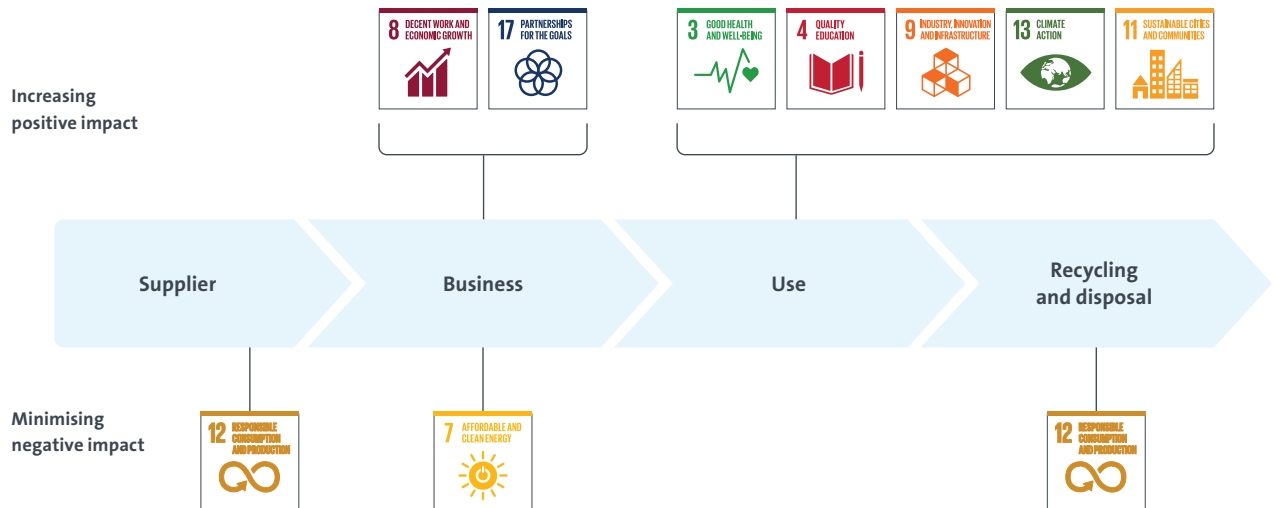 8 DECENT WORK AND
ECONOMIC GROWTH
17 PARTNERSHIPS
FOR THE GOALS
3 GOOD HEALTH
AND WELL-BEING
4 QUALITY
EDUCATION
9 INDUSTRY, INNOVATION
AND INFRASTRUCTURE
13 CLIMATE
ACTION
11 SUSTAINABLE CITIES
AND COMMUNITIES
Increasing
positive impact
Supplier
Business
Use
Recycling
and disposal
Minimising
negative impact
12 RESPONSIBLE
CONSUMPTION
AND PRODUCTION
7 AFFORDABLE AND
CLEAN ENERGY
12 RESPONSIBLE
CONSUMPTION
AND PRODUCTION